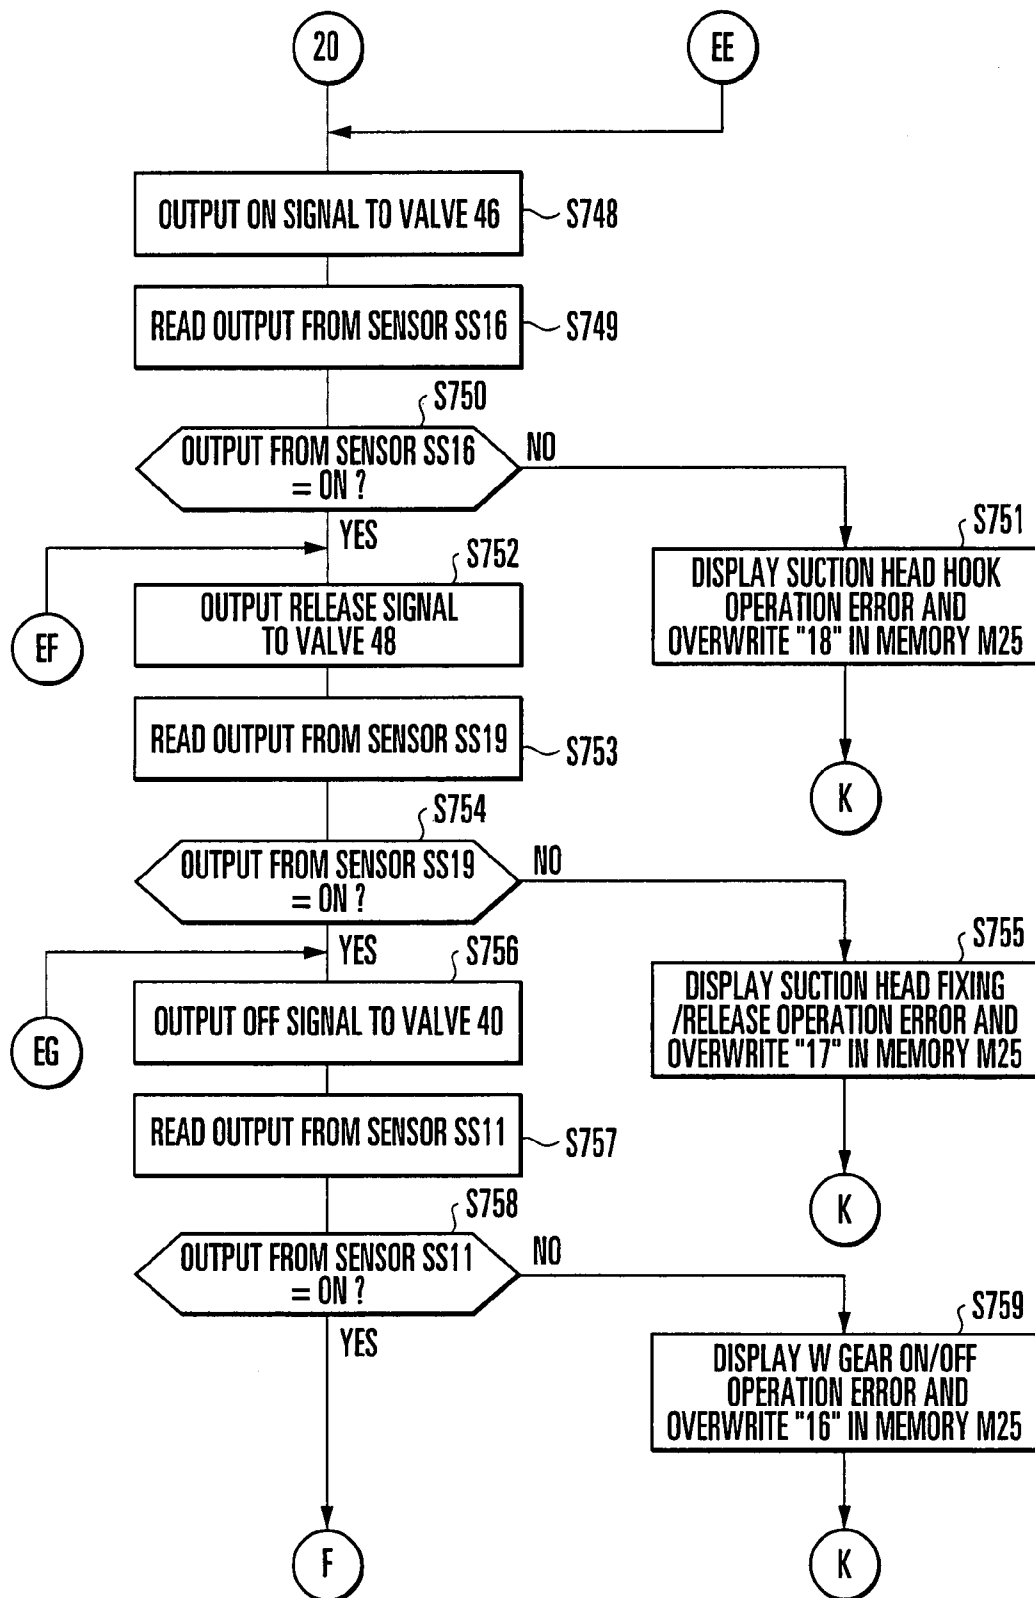 20
EE
OUTPUT ON SIGNAL TO VALVE 46
S748
READ OUTPUT FROM SENSOR SS16
S749
S750
OUTPUT FROM SENSOR SS16
= ON ?
NO
YES
S751
DISPLAY SUCTION HEAD HOOK
OPERATION ERROR AND
OVERWRITE "18" IN MEMORY M25
K
EF
S752
OUTPUT RELEASE SIGNAL
TO VALVE 48
READ OUTPUT FROM SENSOR SS19
S753
S754
OUTPUT FROM SENSOR SS19
= ON ?
NO
YES
S755
DISPLAY SUCTION HEAD FIXING
/RELEASE OPERATION ERROR AND
OVERWRITE "17" IN MEMORY M25
K
EG
S756
OUTPUT OFF SIGNAL TO VALVE 40
READ OUTPUT FROM SENSOR SS11
S757
S758
OUTPUT FROM SENSOR SS11
= ON ?
NO
YES
S759
DISPLAY W GEAR ON/OFF
OPERATION ERROR AND
OVERWRITE "16" IN MEMORY M25
K
F